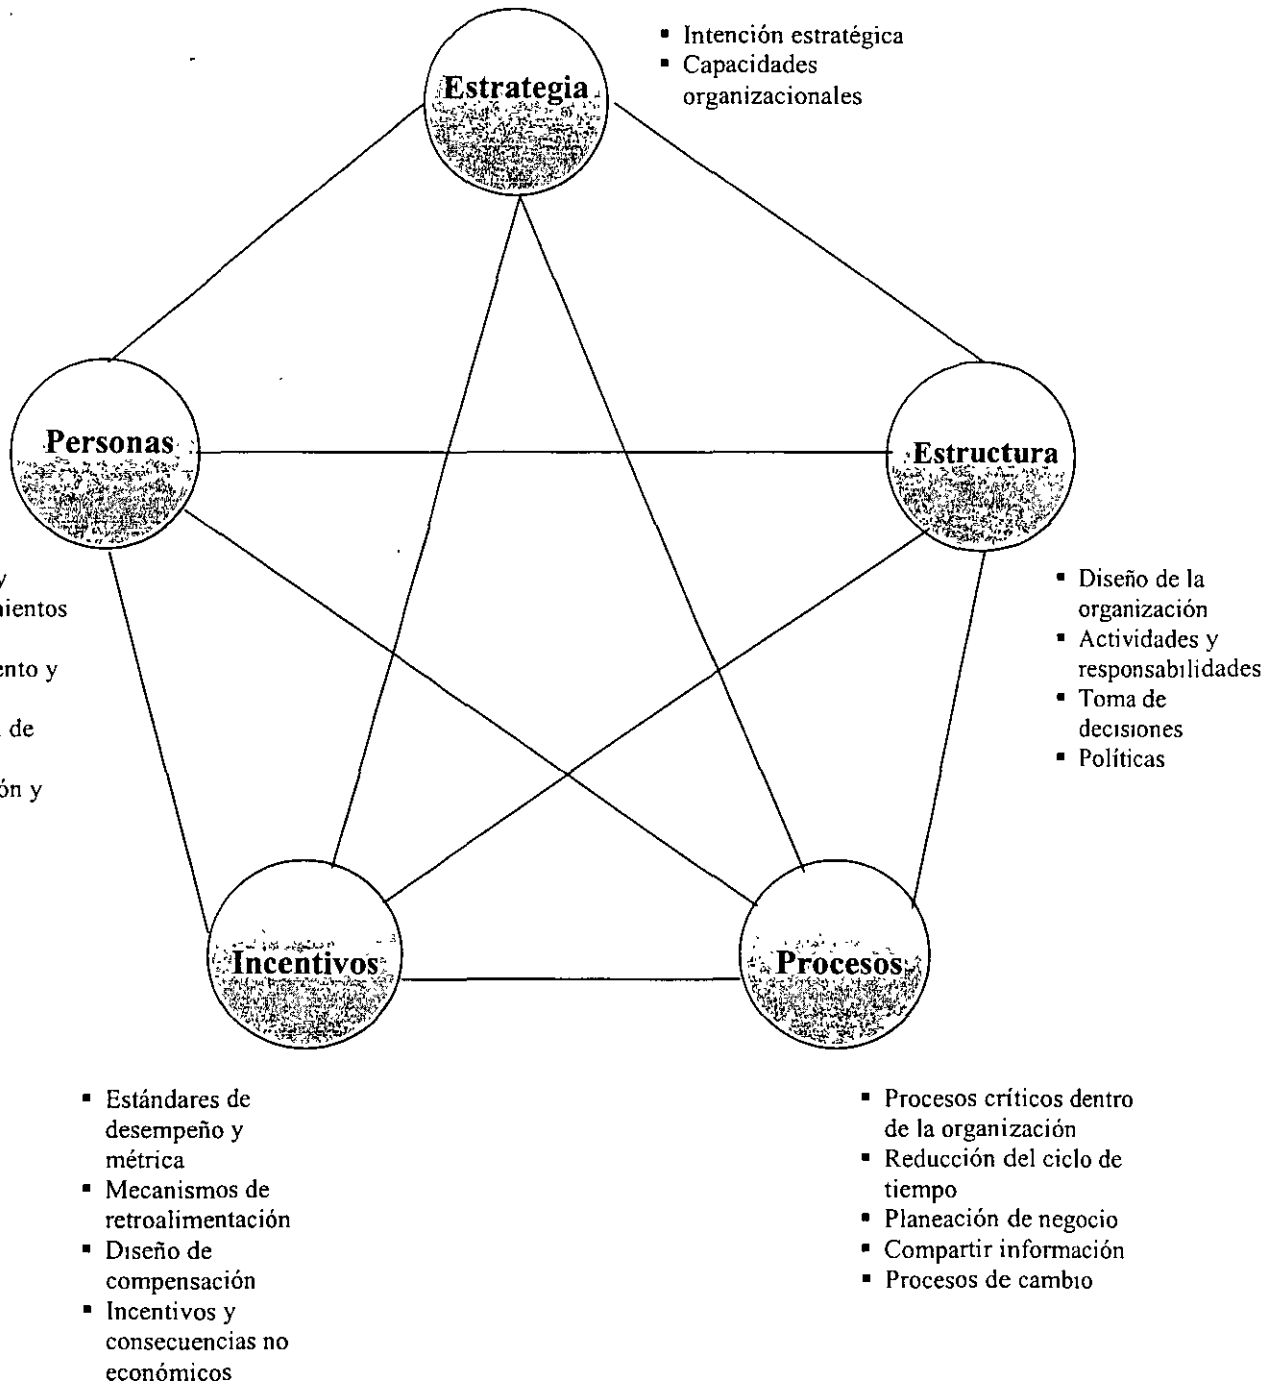 Estrategia
▪ Intención estratégica
▪ Capacidades
organizacionales
Personas
Estructura
y
ento y
de
ón y
▪ Diseño de la
organización
▪ Actividades y
responsabilidades
▪ Toma de
decisiones
▪ Políticas
Incentivos
Procesos
▪ Estándares de
desempeño y
métrica
▪ Mecanismos de
retroalimentación
▪ Diseño de
compensación
▪ Incentivos y
consecuencias no
económicos
▪ Procesos críticos dentro
de la organización
▪ Reducción del ciclo de
tiempo
▪ Planeación de negocio
▪ Compartir información
▪ Procesos de cambio